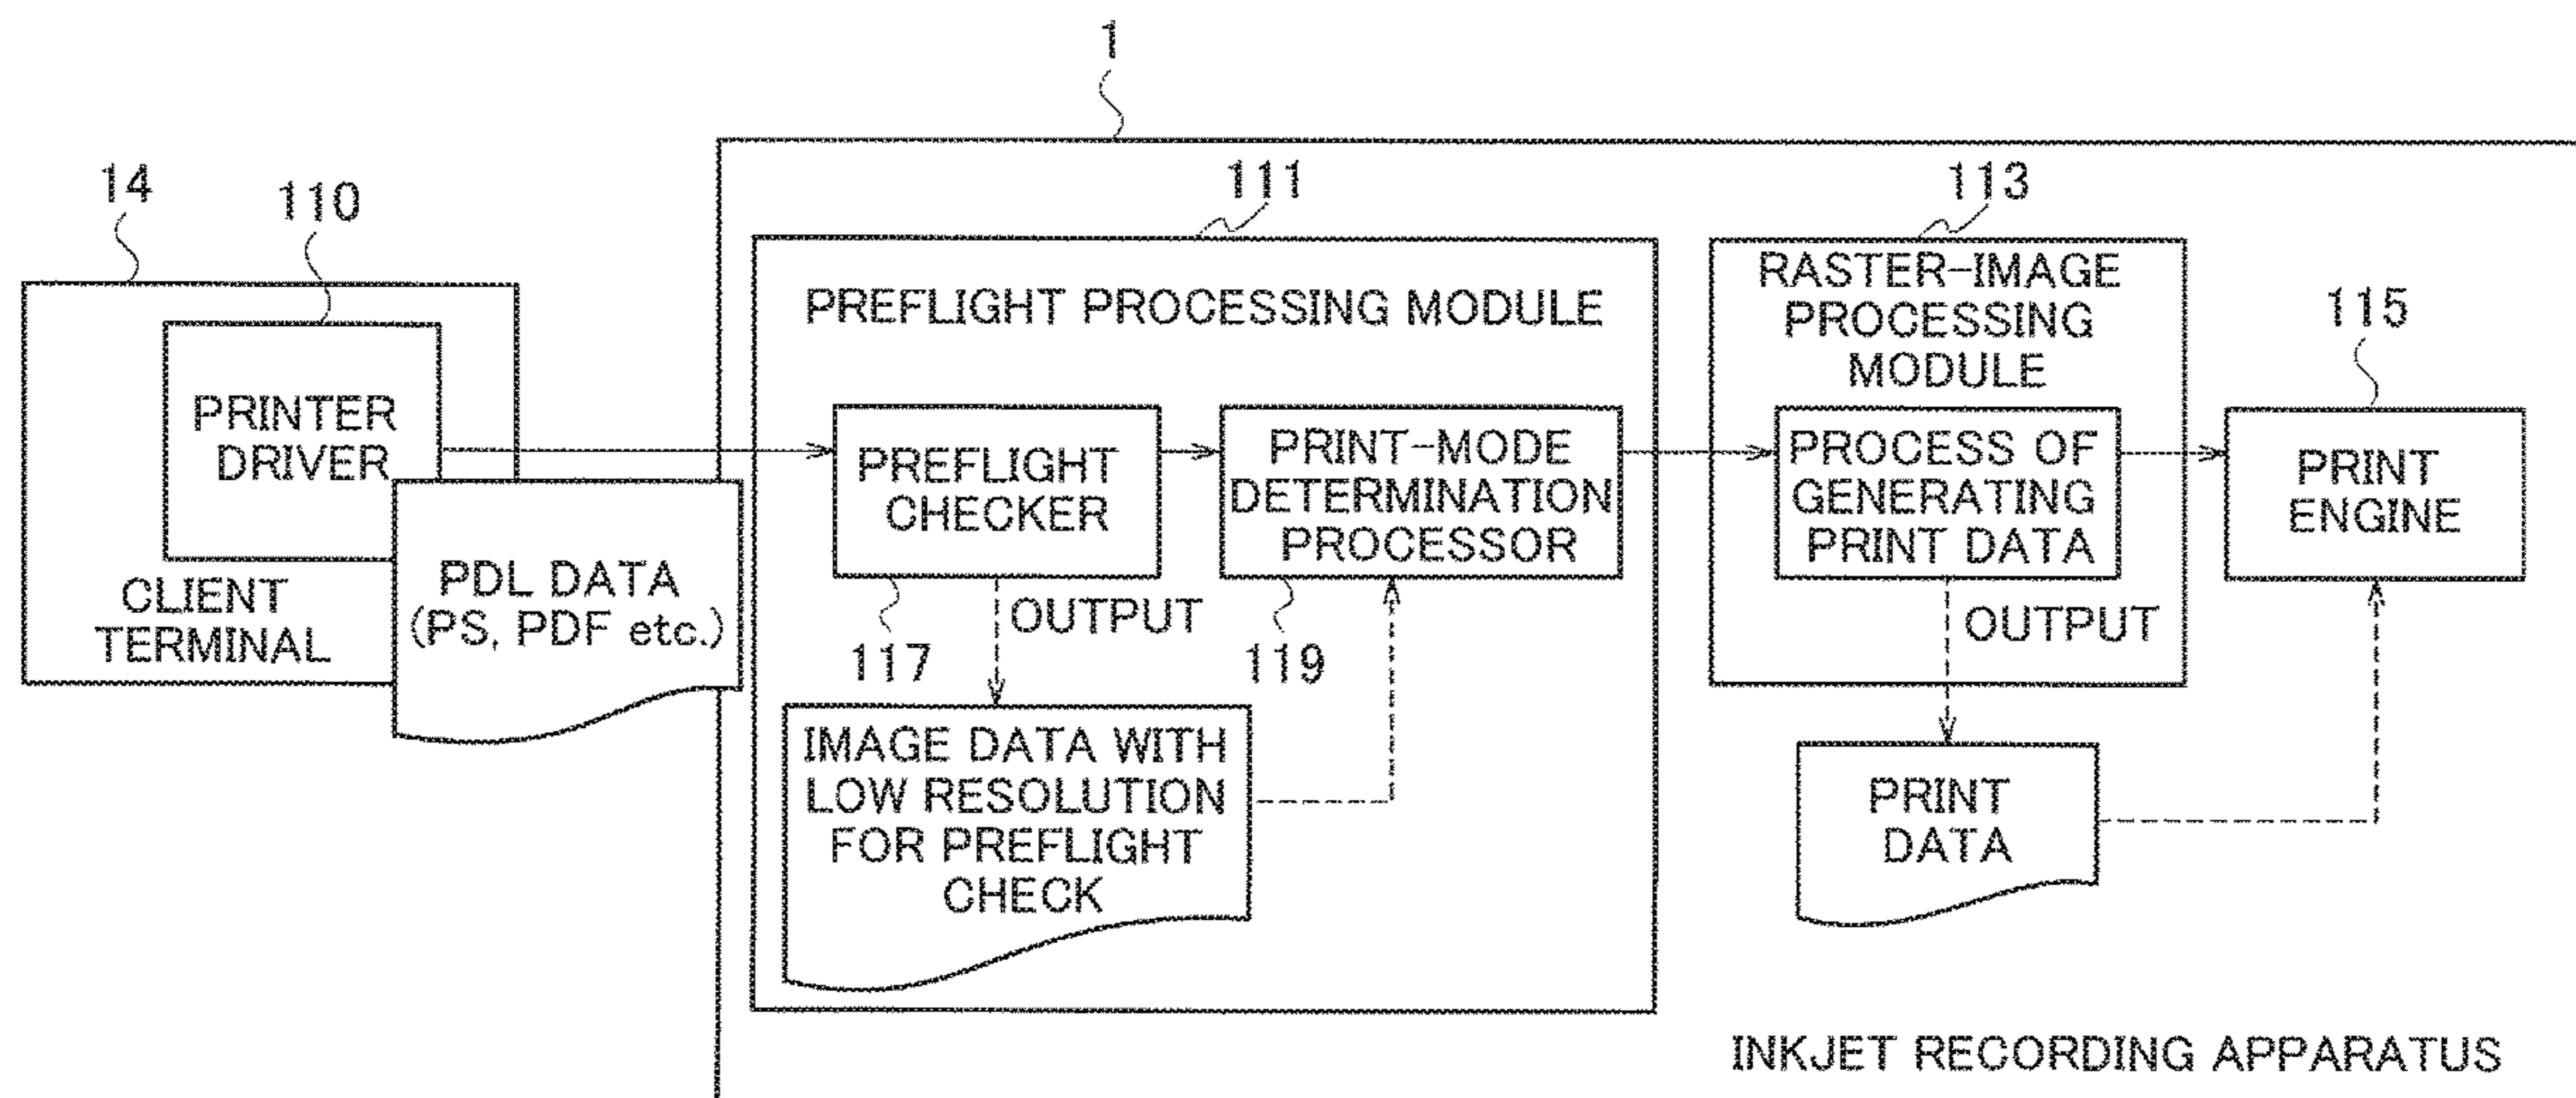 1
14
110
111
113
115
PRINTER
DRIVER
CLIENT
TERMINAL
PDL DATA
(PS, PDF etc.)
PREFLIGHT PROCESSING MODULE
PREFLIGHT
CHECKER
117
OUTPUT
PRINT-MODE
DETERMINATION
PROCESSOR
119
IMAGE DATA WITH
LOW RESOLUTION
FOR PREFLIGHT
CHECK
RASTER-IMAGE
PROCESSING
MODULE
PROCESS OF
GENERATING
PRINT DATA
OUTPUT
PRINT
DATA
PRINT
ENGINE
INKJET RECORDING APPARATUS